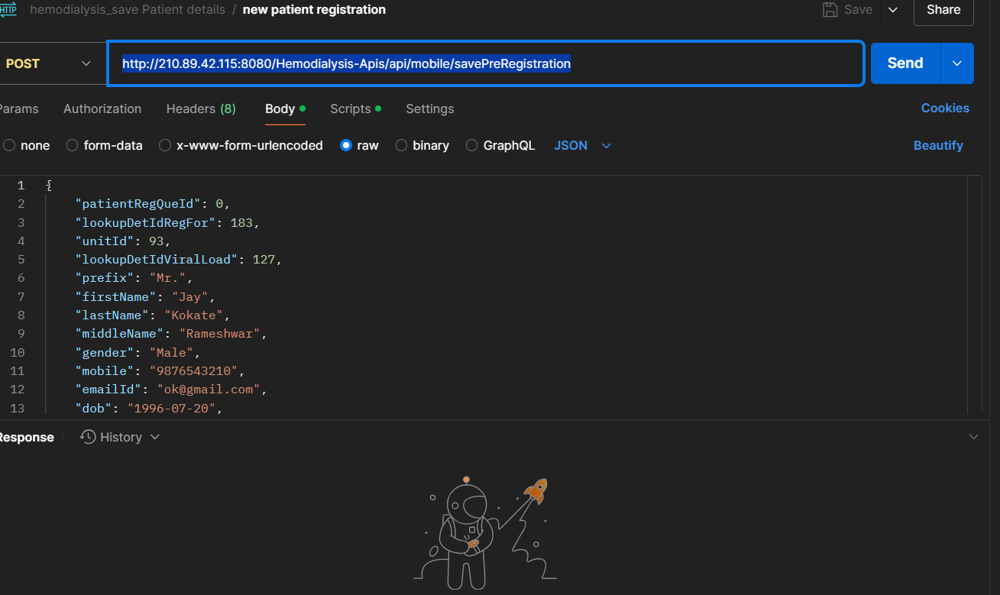 HTTP hemodialysis_save Patient details / new patient registration Save Share
POST http://210.89.42.115:8080/Hemodialysis-Apis/api/mobile/savePreRegistration Send
Params Authorization Headers (8) Body Scripts Settings Cookies
none form-data x-www-form-urlencoded raw binary GraphQL JSON Beautify
1 {
2 "patientRegQueId": 0,
3 "lookupDetIdRegFor": 183,
4 "unitId": 93,
5 "lookupDetIdViralLoad": 127,
6 "prefix": "Mr.",
7 "firstName": "Jay",
8 "lastName": "Kokate",
9 "middleName": "Rameshwar",
10 "gender": "Male",
11 "mobile": "9876543210",
12 "emailId": "ok@gmail.com",
13 "dob": "1996-07-20",
Response History